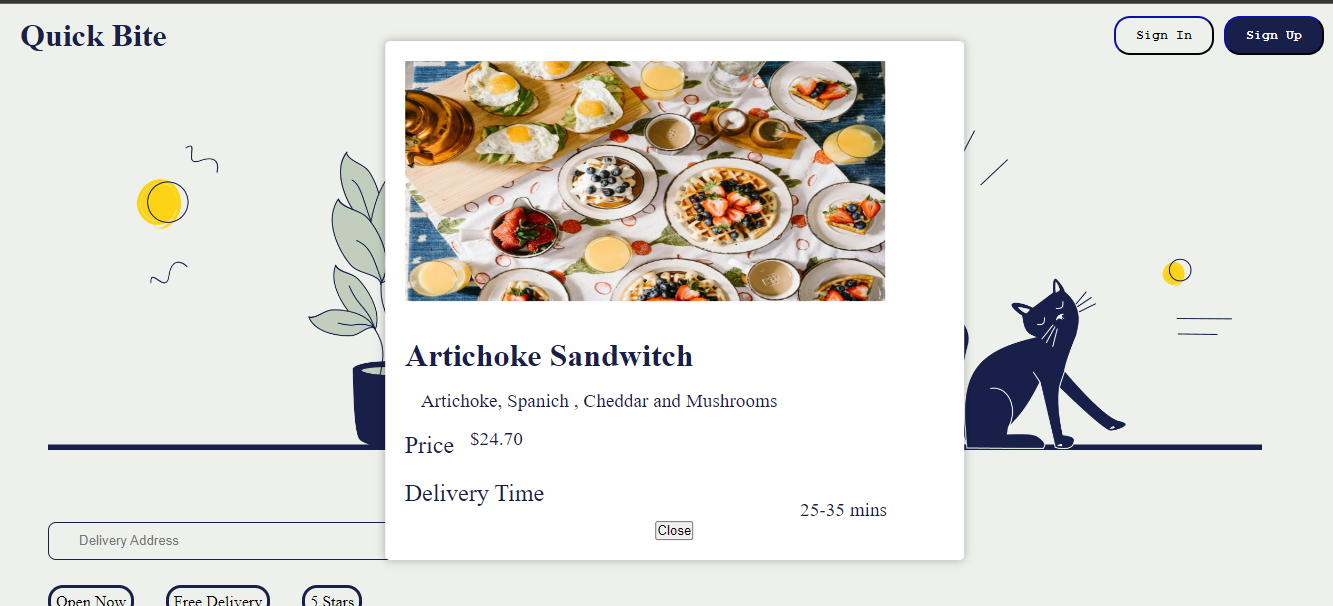 Quick Bite
Sign In
Sign Up
Artichoke Sandwitch
Artichoke, Spanich , Cheddar and Mushrooms
Price $24.70
Delivery Time
25-35 mins
Close
Delivery Address
Open Now
Free Delivery
5 Stars